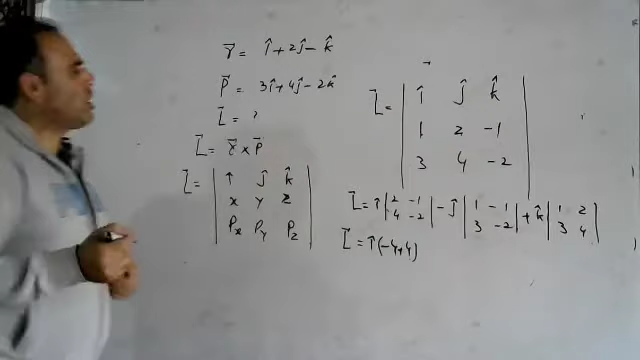 r⃗ = î + 2ĵ - k̂
P⃗ = 3î + 4ĵ - 2k̂
L⃗ = ?
L⃗ = r⃗ × P⃗
L⃗ = | î ĵ k̂ |
| x y z |
| Px Py Pz |
L⃗ = | î ĵ k̂ |
| 1 2 -1 |
| 3 4 -2 |
L⃗ = î | 2 -1 | - ĵ | 1 -1 | + k̂ | 1 2 |
| 4 -2 | | 3 -2 | | 3 4 |
L⃗ = î (-4+4)